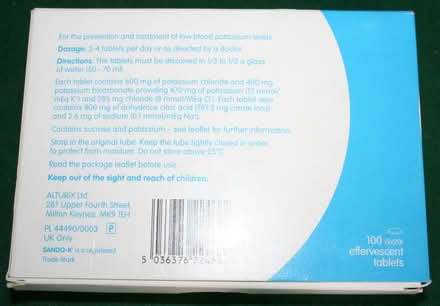 For the prevention and treatment of low blood potassium levels.
Dosage: 2-4 tablets per day or as directed by a doctor.
Directions: The tablets must be dissolved in 1/3 to 1/2 a glass
of water (60 - 70 ml).
Each tablet contains 600 mg of potassium chloride and 400 mg
potassium bicarbonate providing 470 mg of potassium (12 mmol/
mEq K⁺) and 285 mg chloride (8 mmol/mEq Cl⁻). Each tablet also
contains 800 mg of anhydrous citric acid
and 2.6 mg of sodium (0.1 mmol/mEq Na⁺).
Contains sucrose and potassium – see leaflet for further information.
Store in the original tube. Keep the tube tightly closed in order
to protect from moisture. Do not store above 25°C.
Read the package leaflet before use.
Keep out of the sight and reach of children.
ALTURiX Ltd
287 Upper Fourth Street,
Milton Keynes, MK9 1EH
PL 44490/0003 P
UK Only
SANDO-K® is a registered
Trade Mark
5 036576
100 (5x20)
effervescent
tablets